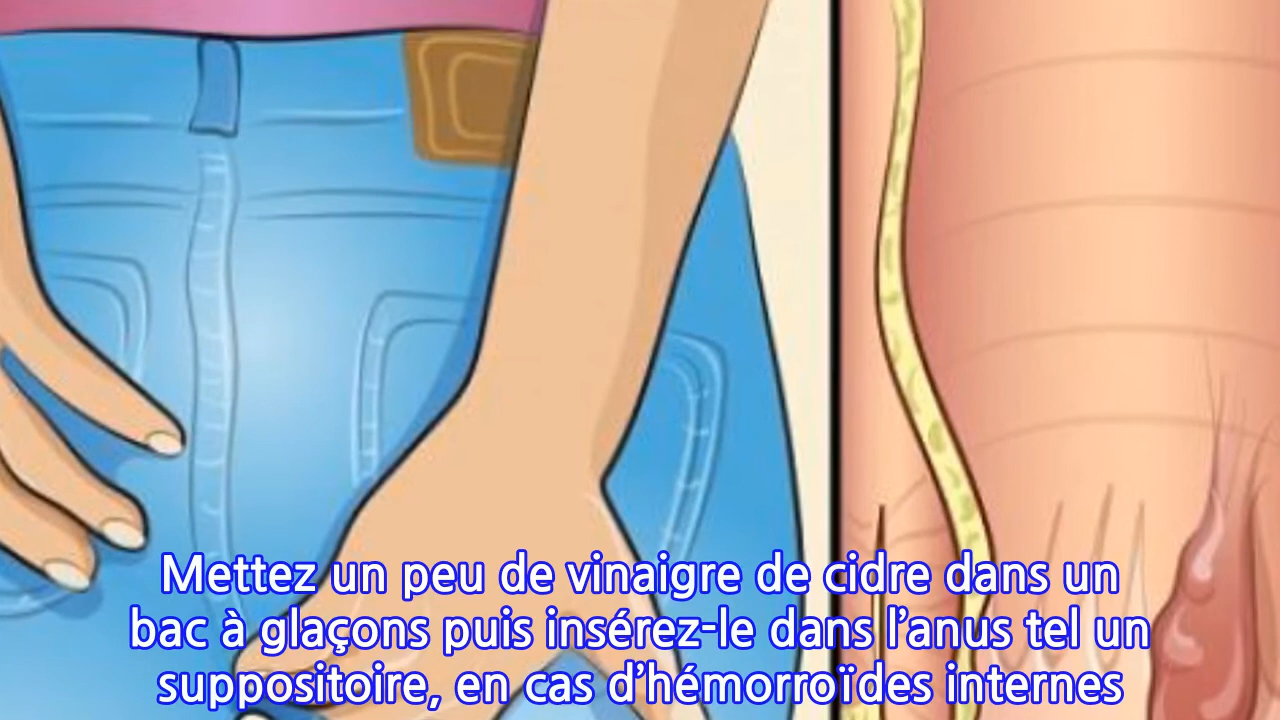 Mettez un peu de vinaigre de cidre dans un
bac à glaçons puis insérez-le dans l'anus tel un
suppositoire, en cas d'hémorroïdes internes